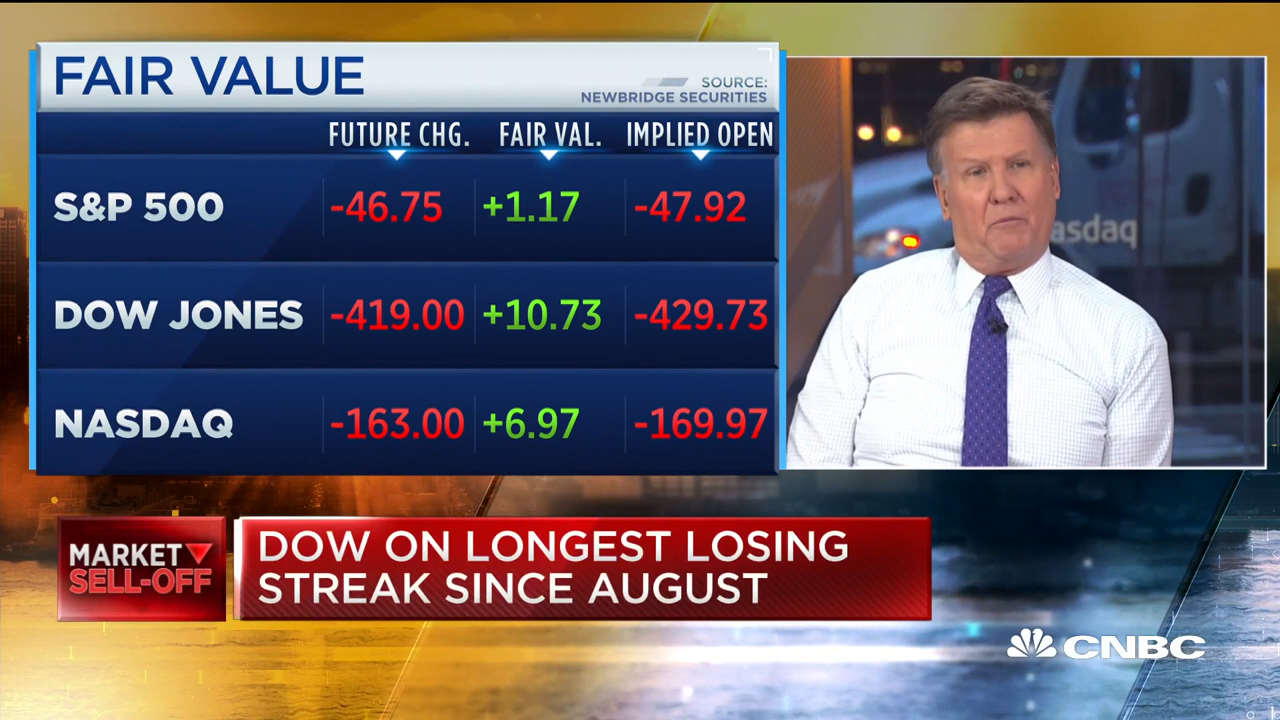 FAIR VALUE
SOURCE:
NEWBRIDGE SECURITIES
FUTURE CHG. FAIR VAL. IMPLIED OPEN
S&P 500 -46.75 +1.17 -47.92
DOW JONES -419.00 +10.73 -429.73
NASDAQ -163.00 +6.97 -169.97
asdaq
MARKET
SELL-OFF
DOW ON LONGEST LOSING
STREAK SINCE AUGUST
CNBC